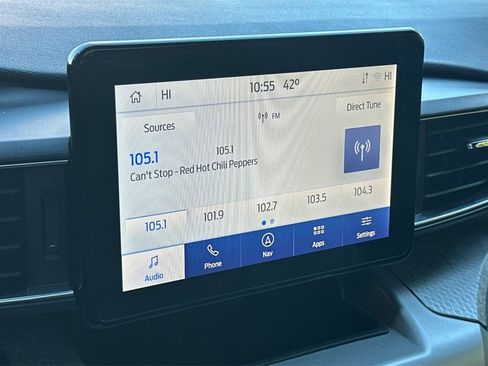 HI 10:55 42° HI
Sources FM Direct Tune
105.1 105.1
Can't Stop - Red Hot Chili Peppers
105.1 101.9 102.7 103.5 104.3
Audio Phone Nav Apps Settings